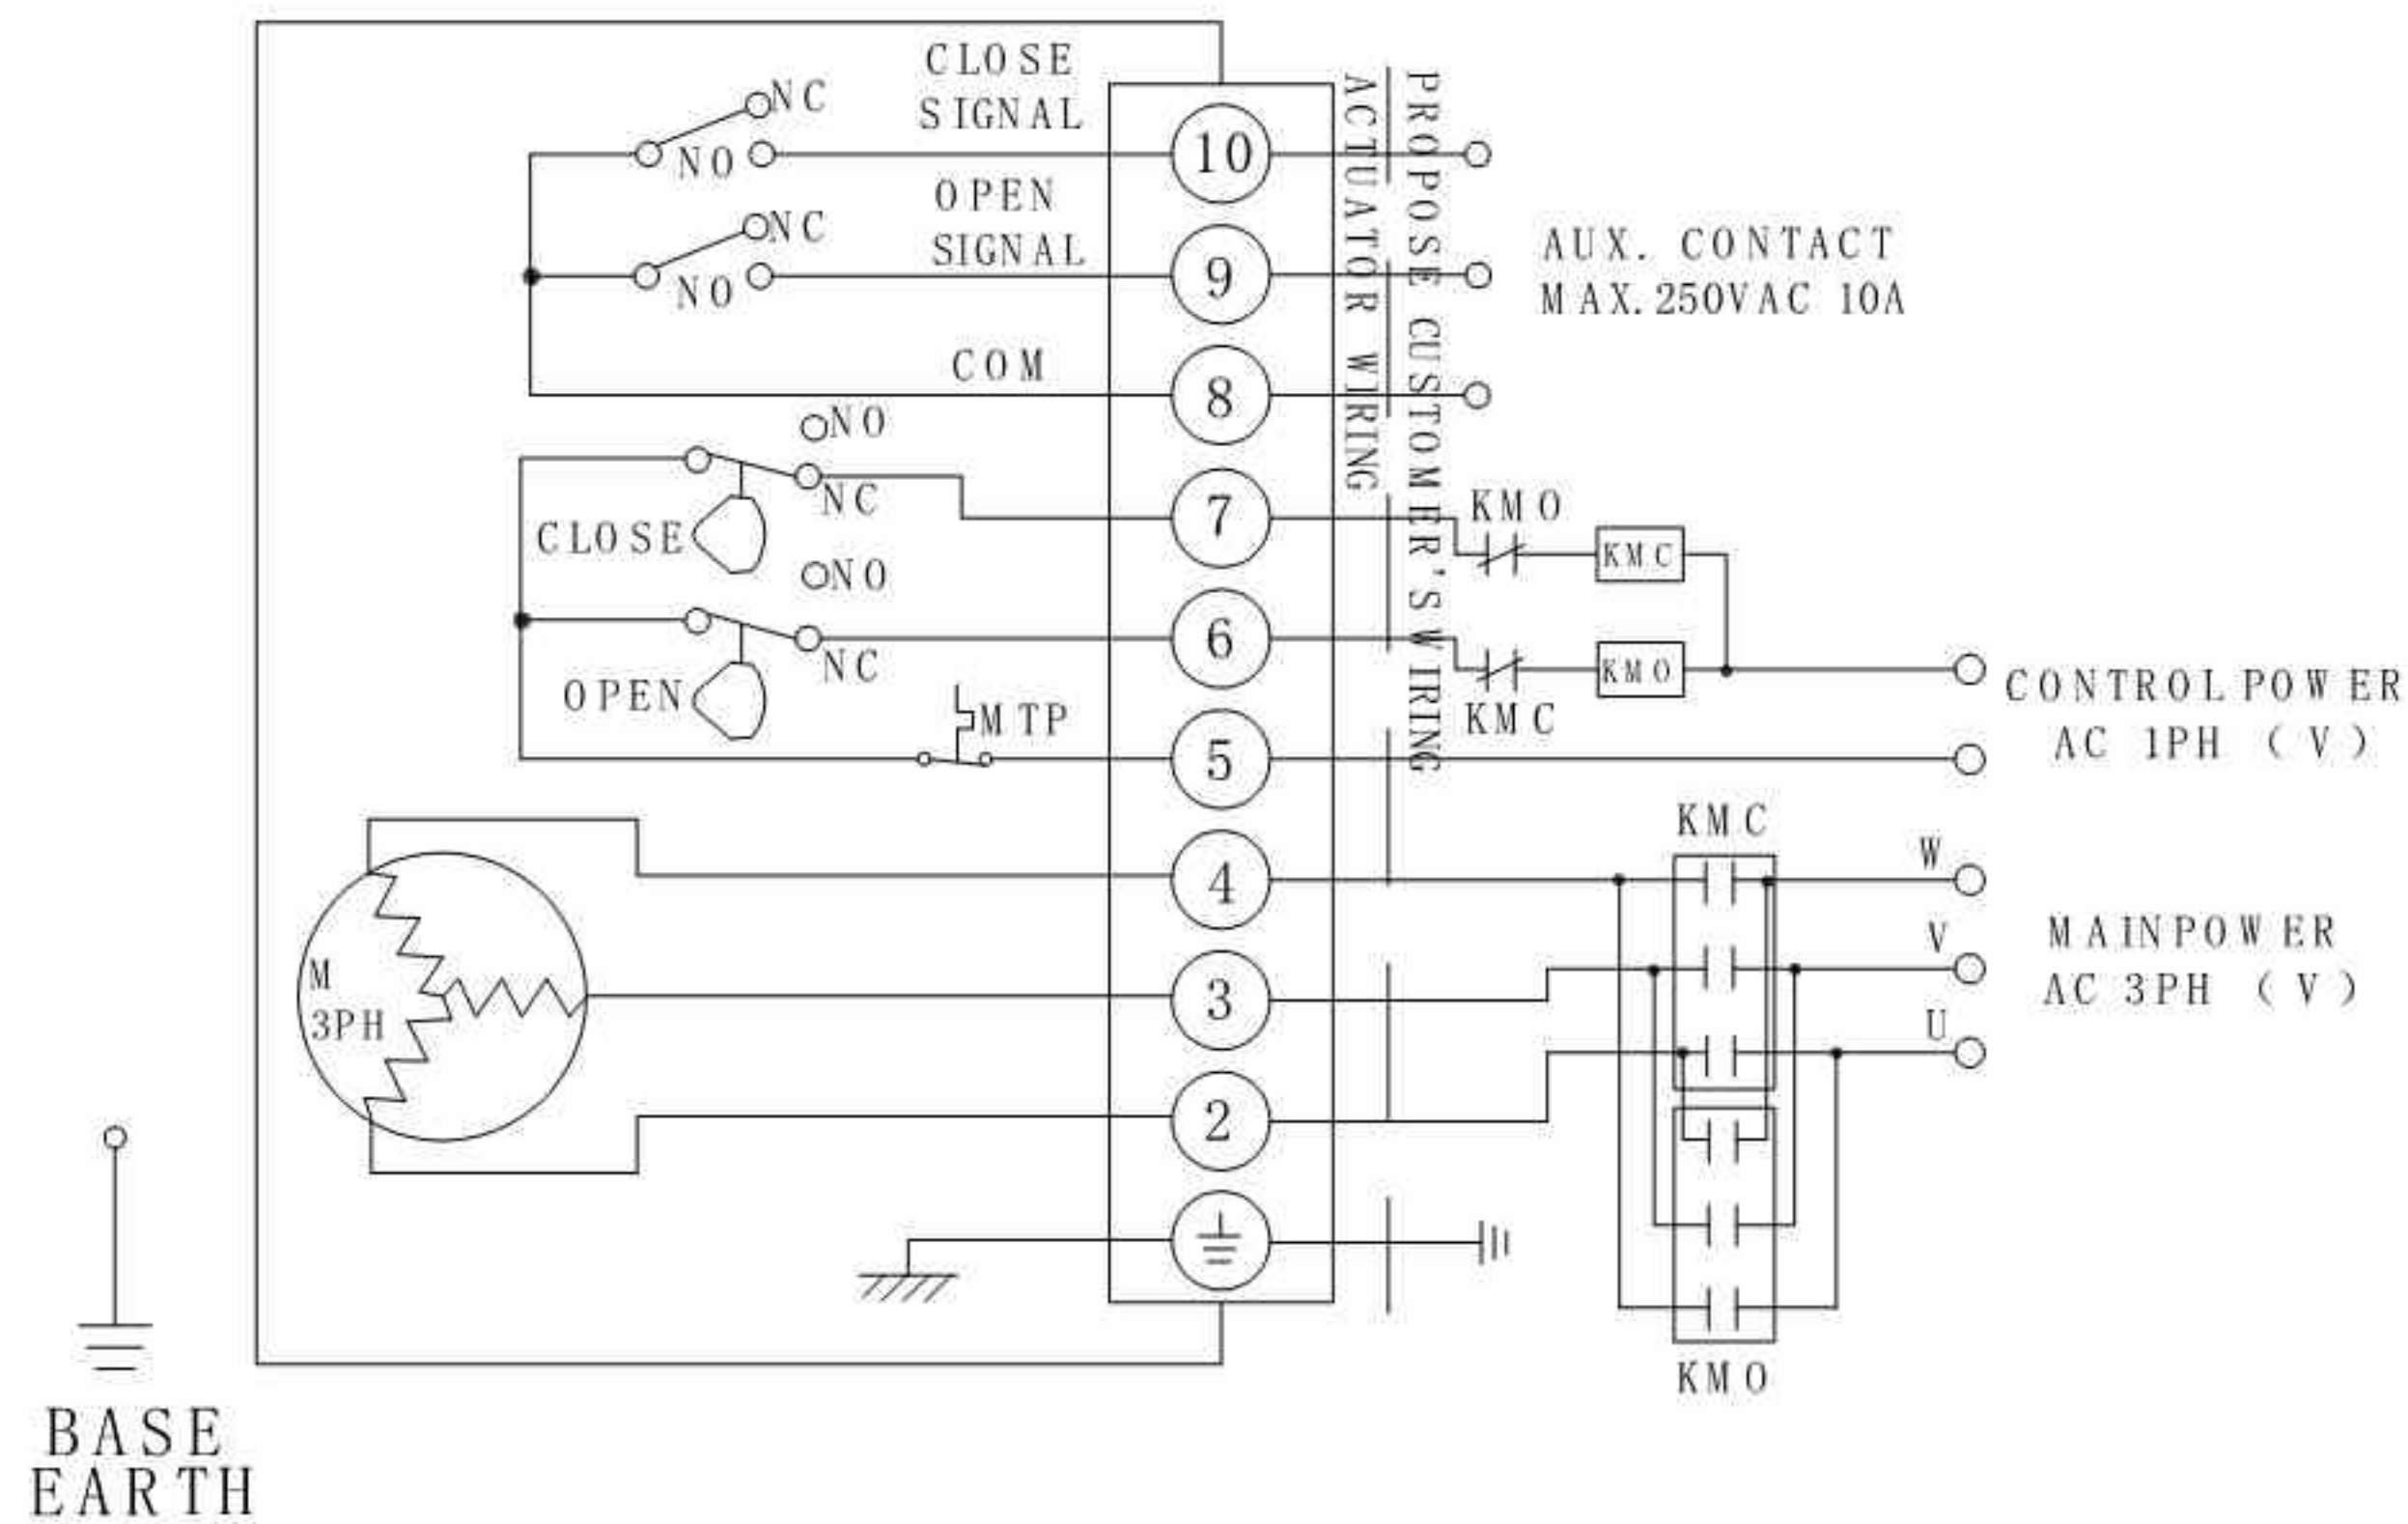 CLOSE
SIGNAL
NC
NO
10
OPEN
SIGNAL
NC
NO
9
COM
8
AUX. CONTACT
MAX.250VAC 10A
ACTUATOR WIRING
PROPOSE CUSTOMER'S WIRING
NO
NC
CLOSE
7
KMO
KMC
NO
NC
OPEN
6
KMO
KMC
CONTROL POWER
AC 1PH (V)
MTP
5
KMC
4
W
M
3PH
3
V
MAIN POWER
AC 3PH (V)
U
2
KMO
BASE
EARTH